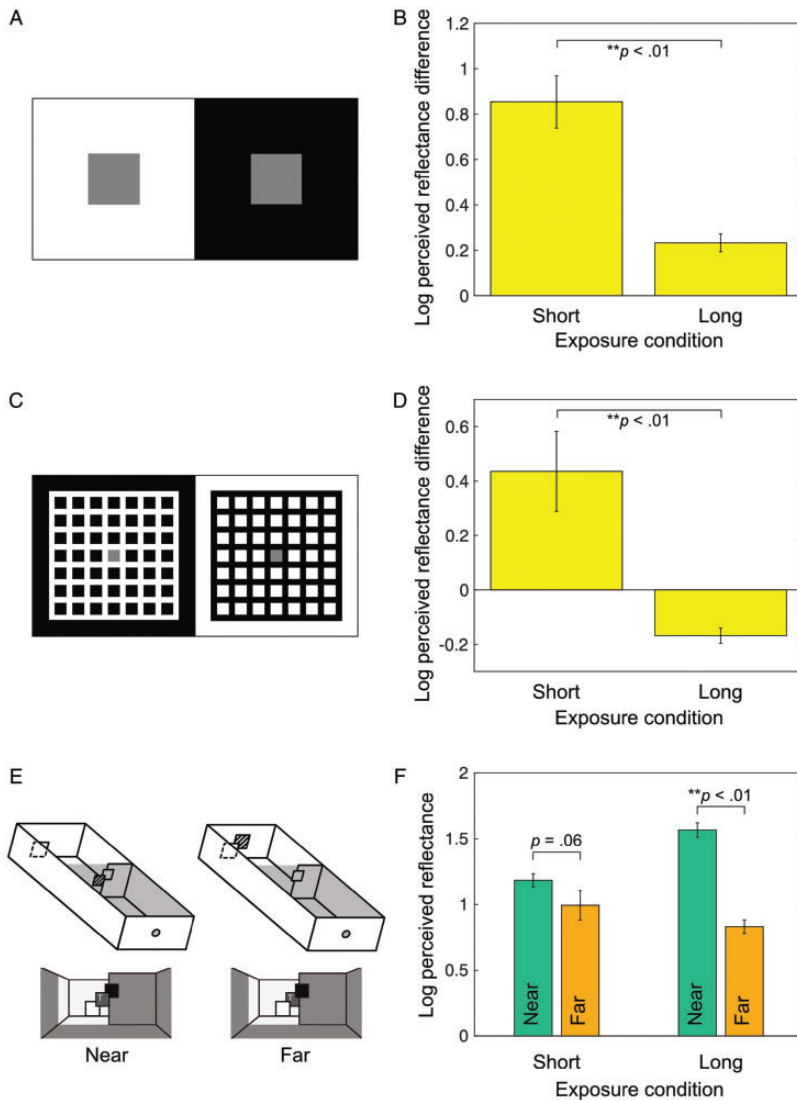 A
B
Log perceived reflectance difference
1.2
1
0.8
0.6
0.4
0.2
0
**p < .01
Short
Long
Exposure condition
C
D
Log perceived reflectance difference
0.6
0.4
0.2
0
-0.2
**p < .01
Short
Long
Exposure condition
E
T
T
Near
Far
F
Log perceived reflectance
2
1.5
1
0.5
0
p = .06
**p < .01
Near
Far
Near
Far
Short
Long
Exposure condition